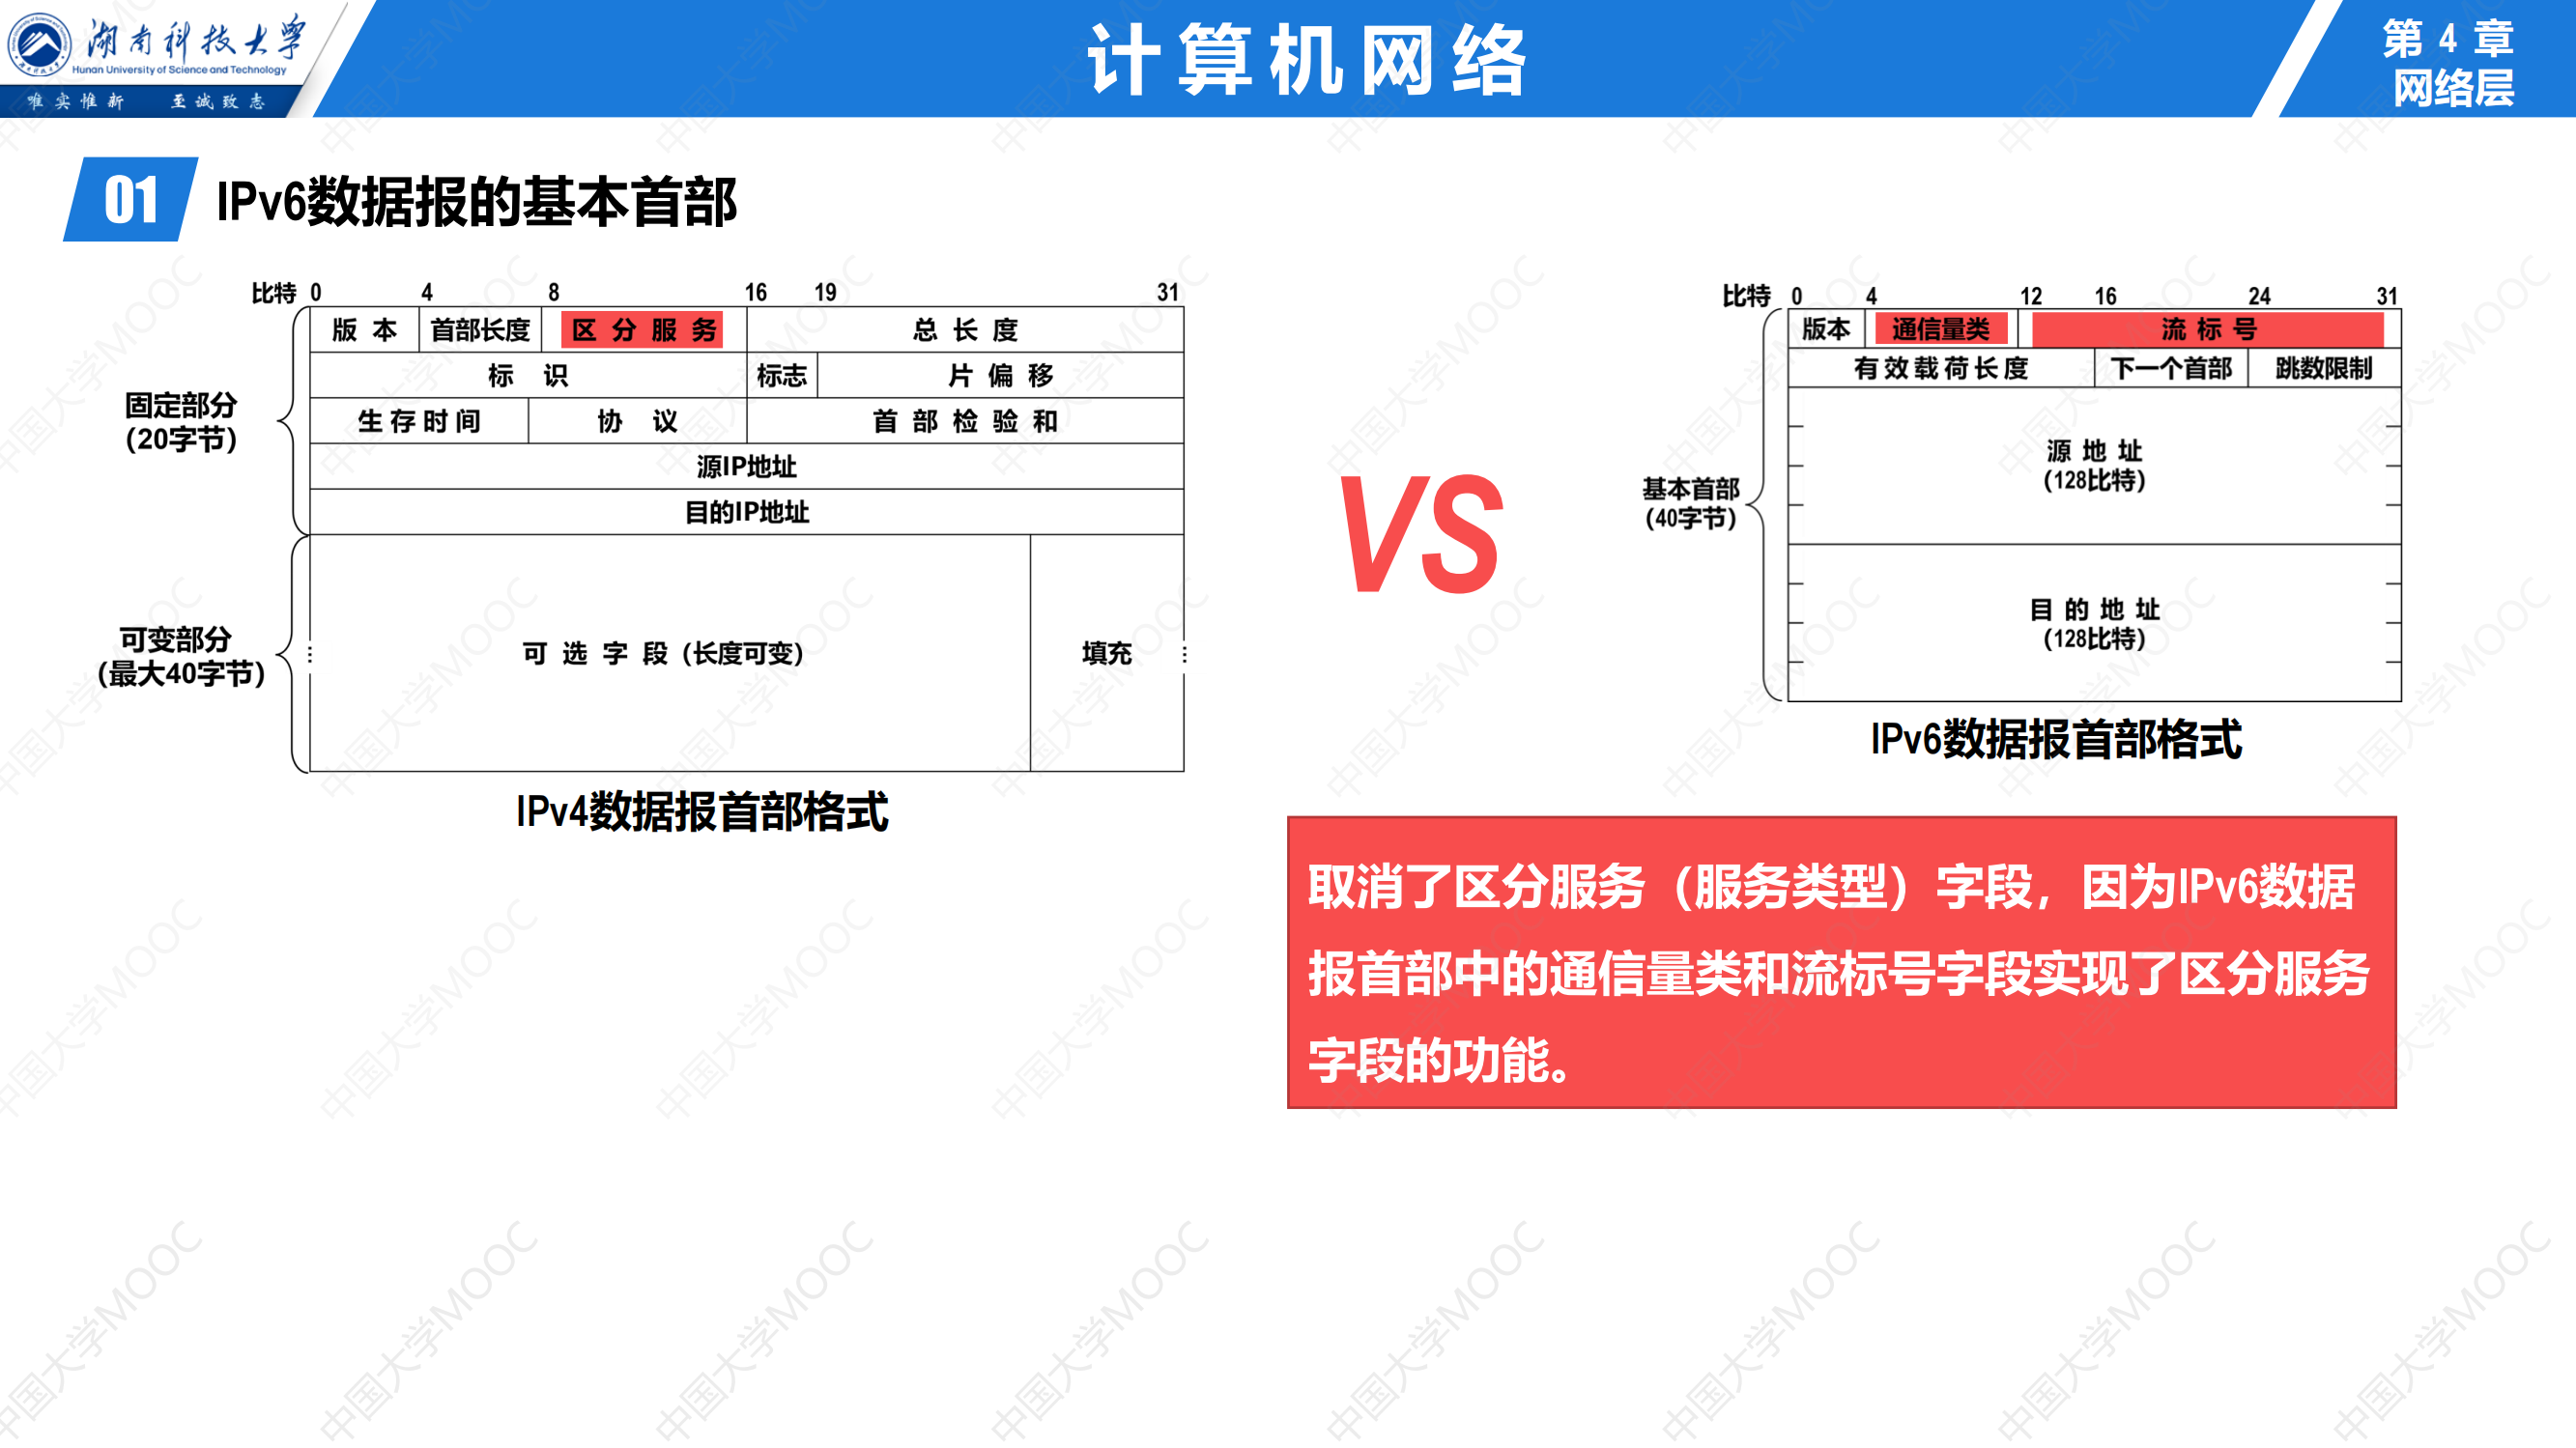 湖南科技大学
Hunan University of Science and Technology
唯实惟新 至诚致志
计算机网络
第 4 章
网络层
01 IPv6数据报的基本首部
比特 0 4 8 16 19 31
版 本 首部长度 区 分 服 务 总 长 度
标 识 标志 片 偏 移
生 存 时 间 协 议 首 部 检 验 和
源IP地址
目的IP地址
固定部分
(20字节)
可选字段(长度可变) 填充
可变部分
(最大40字节)
IPv4数据报首部格式
VS
比特 0 4 12 16 24 31
版本 通信量类 流 标 号
有 效 载 荷 长 度 下一个首部 跳数限制
源 地 址
(128比特)
基本首部
(40字节)
目 的 地 址
(128比特)
IPv6数据报首部格式
取消了区分服务（服务类型）字段，因为IPv6数据
报首部中的通信量类和流标号字段实现了区分服务
字段的功能。
中国大学MOOC